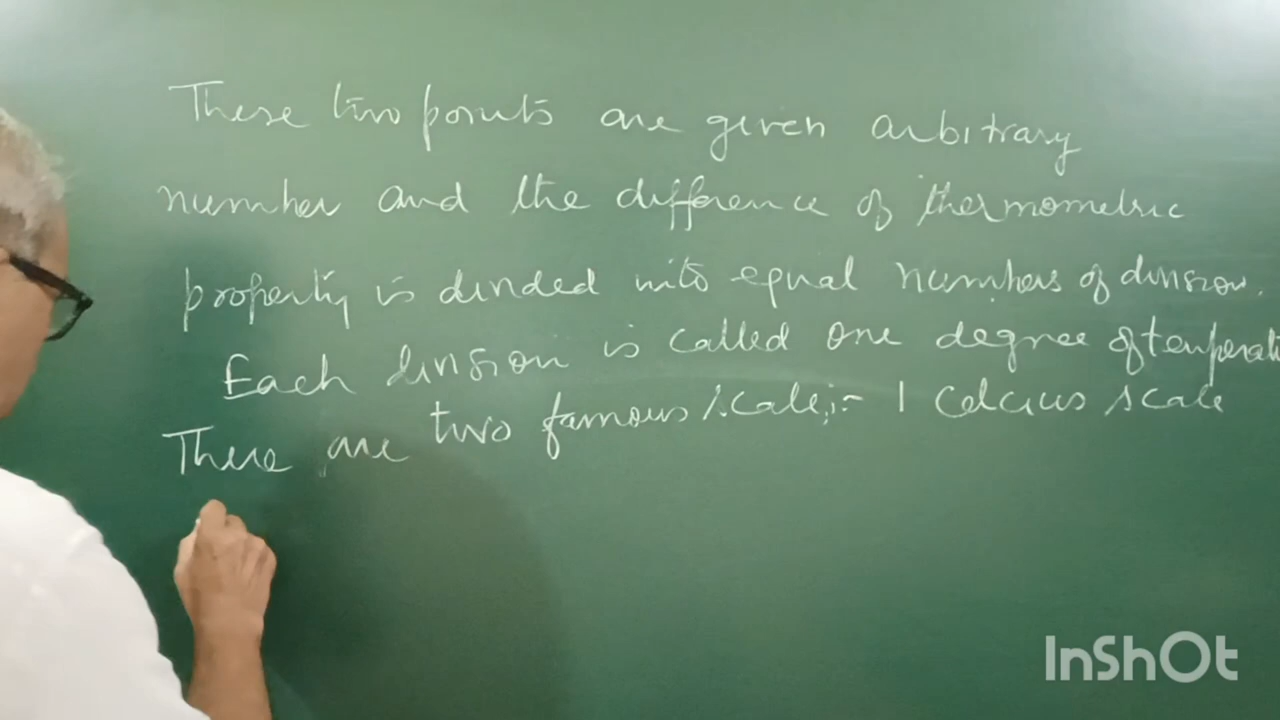 These two points are given arbitrary
number and the difference of thermometric
property is divided into equal numbers of division.
Each division is called one degree of temperat
There are two famous scale,:- 1 Celcius scale
InShOt